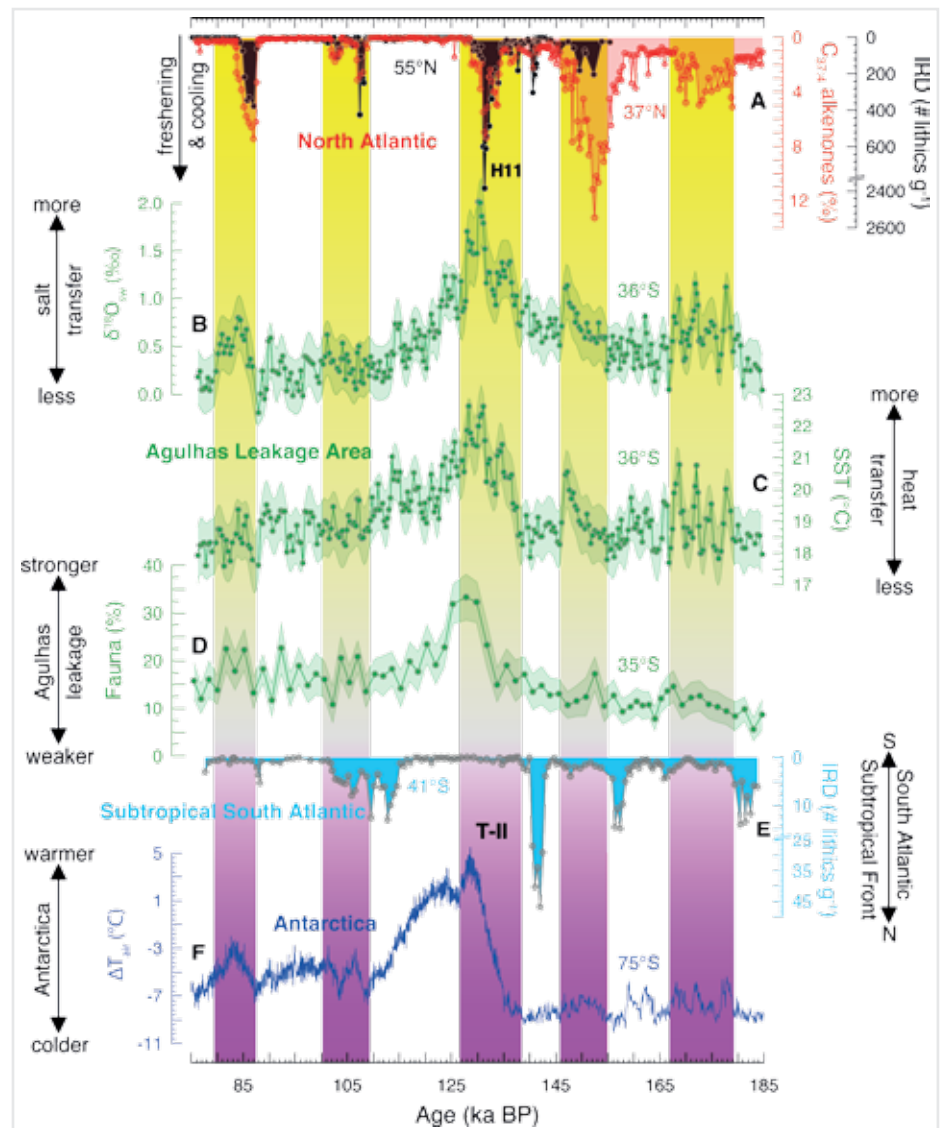 freshening
& cooling
55°N
North Atlantic
37°N
H11
A
0
2
4
6
8
12
C37:4 alkenones (%)
0
200
400
600
2400
2600
IRD (# lithics g-1)
more
salt
transfer
less
δ18Osw (‰)
2.0
1.5
1.0
0.5
0.0
B
36°S
Agulhas Leakage Area
36°S
C
23
22
21
20
19
18
17
SST (°C)
more
heat
transfer
less
stronger
Agulhas
leakage
weaker
Fauna (%)
40
30
20
10
0
D
35°S
41°S
Subtropical South Atlantic
T-II
E
0
10
25
35
45
IRD (# lithics g-1)
S
South Atlantic
Subtropical Front
N
warmer
Antarctica
colder
ΔTair (°C)
5
1
-3
-7
-11
F
Antarctica
75°S
85
105
125
145
165
185
Age (ka BP)